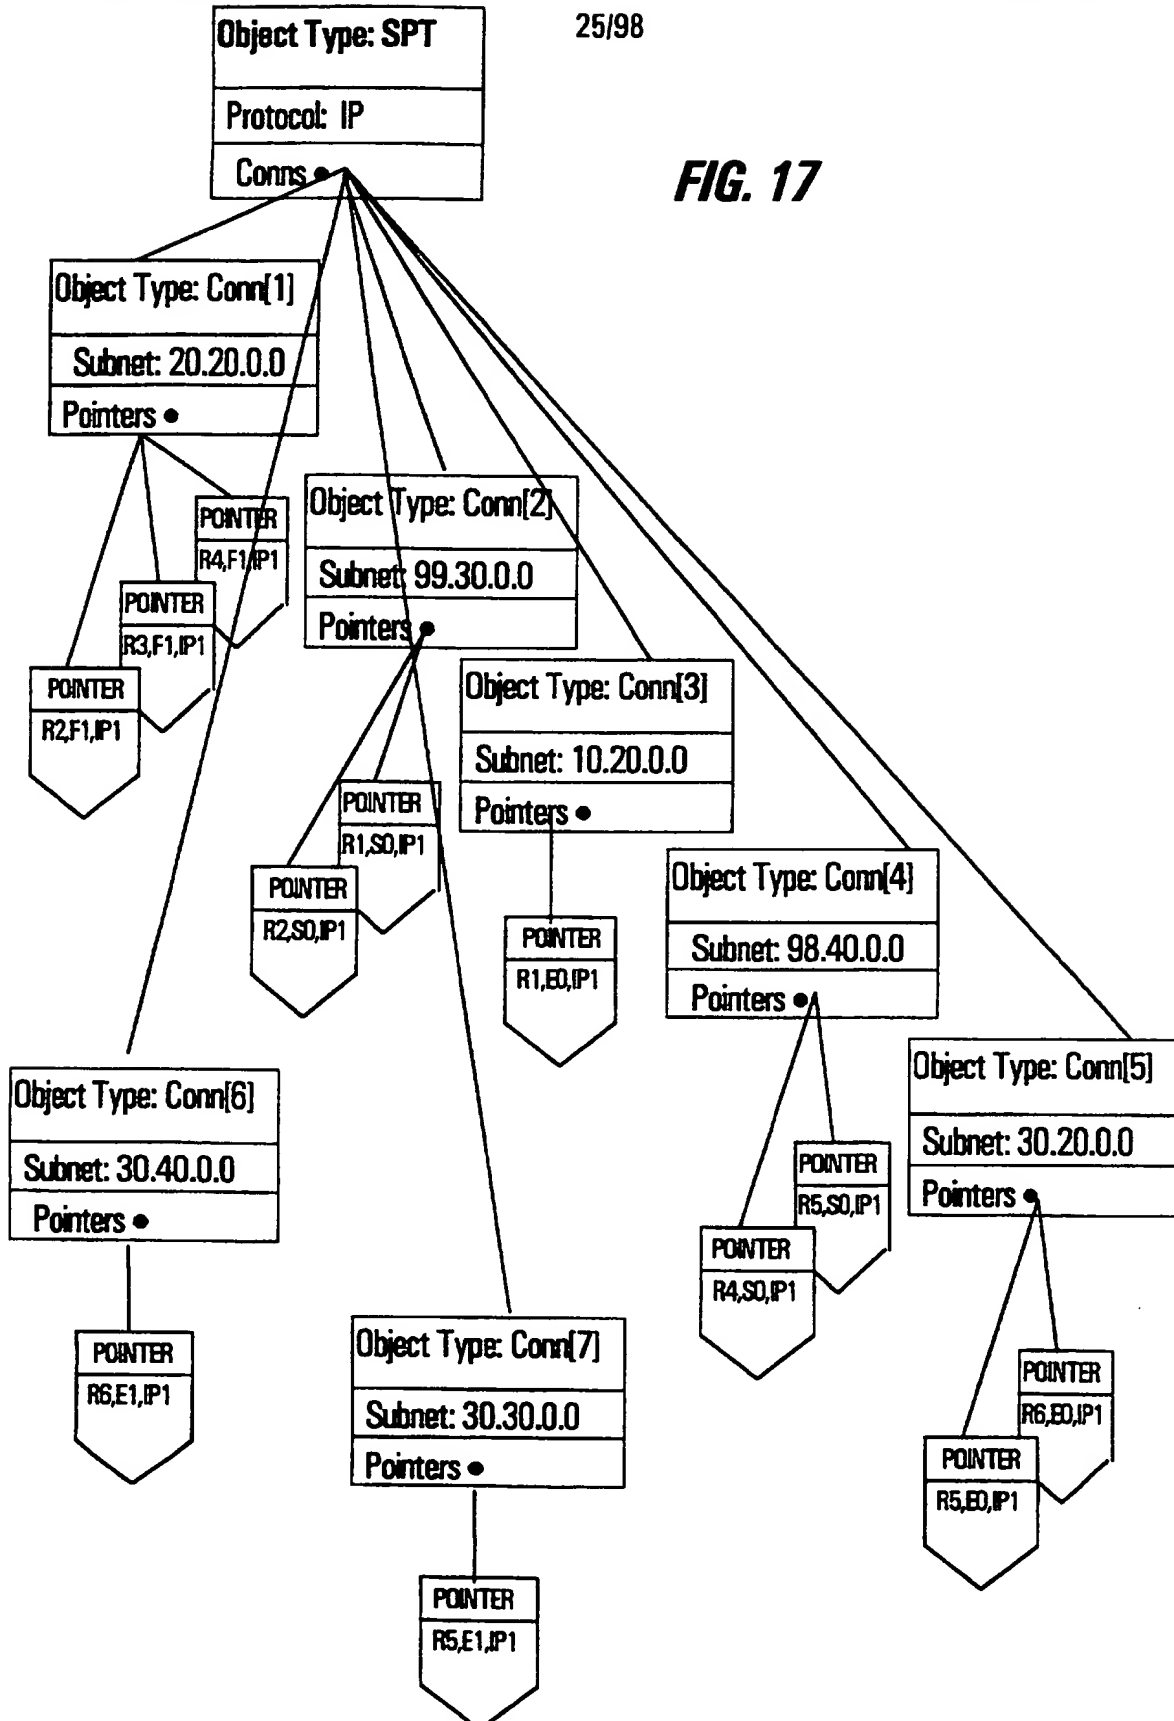 Object Type: SPT
25/98
Protocol: IP
Conns
FIG. 17
Object Type: Conn[1]
Subnet: 20.20.0.0
Pointers
POINTER
R4,F1,IP1
POINTER
R3,F1,IP1
POINTER
R2,F1,IP1
Object Type: Conn[2]
Subnet: 99.30.0.0
Pointers
POINTER
R1,S0,IP1
POINTER
R2,S0,IP1
Object Type: Conn[3]
Subnet: 10.20.0.0
Pointers
POINTER
R1,E0,IP1
Object Type: Conn[4]
Subnet: 98.40.0.0
Pointers
POINTER
R5,S0,IP1
POINTER
R4,S0,IP1
Object Type: Conn[5]
Subnet: 30.20.0.0
Pointers
POINTER
R6,E0,IP1
POINTER
R5,E0,IP1
Object Type: Conn[6]
Subnet: 30.40.0.0
Pointers
POINTER
R6,E1,IP1
Object Type: Conn[7]
Subnet: 30.30.0.0
Pointers
POINTER
R5,E1,IP1